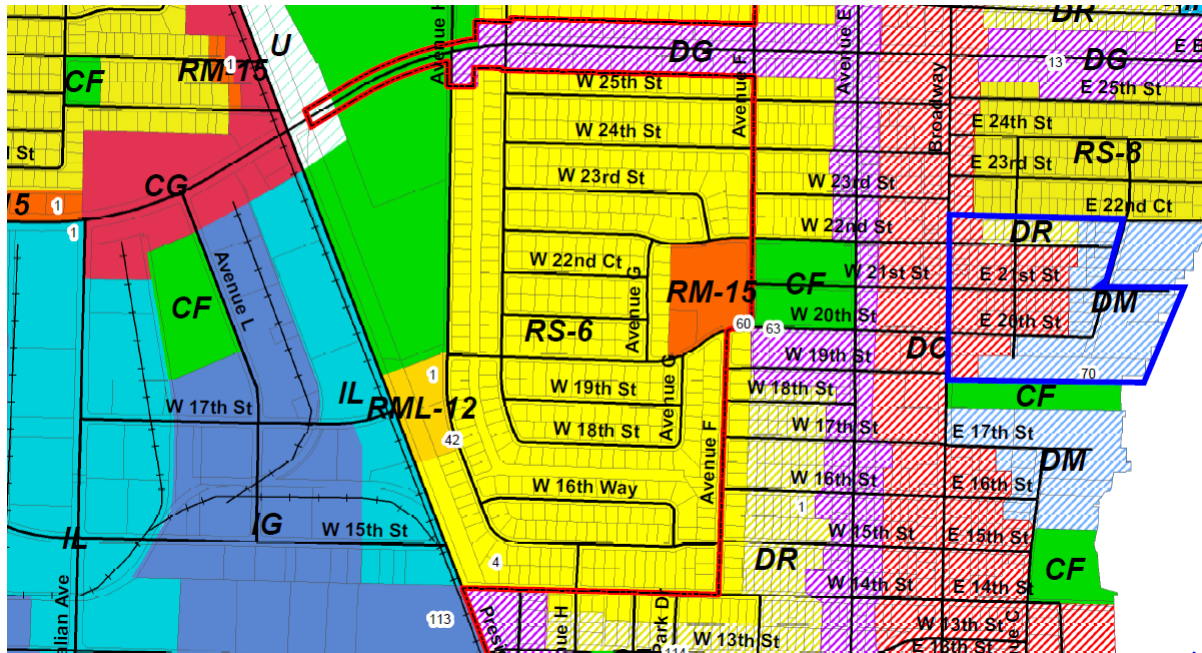 DR
U
Avenue E
DG
DG
13
RM-15
1
CF
Broadway
W 25th St
E 25th St
Avenue F
W 24th St
E 24th St
RS-8
E 23rd St
W 23rd St
W 23rd St
CG
15
1
1
E 22nd Ct
W 22nd St
DR
W 22nd Ct
Avenue L
CF
Avenue G
RM-15
CF
W 21st St
E 21st St
DM
RS-6
W 20th St
E 20th St
60
63
DC
W 19th St
70
1
Avenue G
W 19th St
W 18th St
CF
IL
RML-12
W 17th St
W 18th St
W 17th St
E 17th St
42
Avenue F
DM
W 16th St
E 16th St
W 16th Way
1
IG
W 15th St
W 15th St
E 15th St
IL
4
DR
CF
W 14th St
E 14th St
113
W 13th St
W 13th St
114